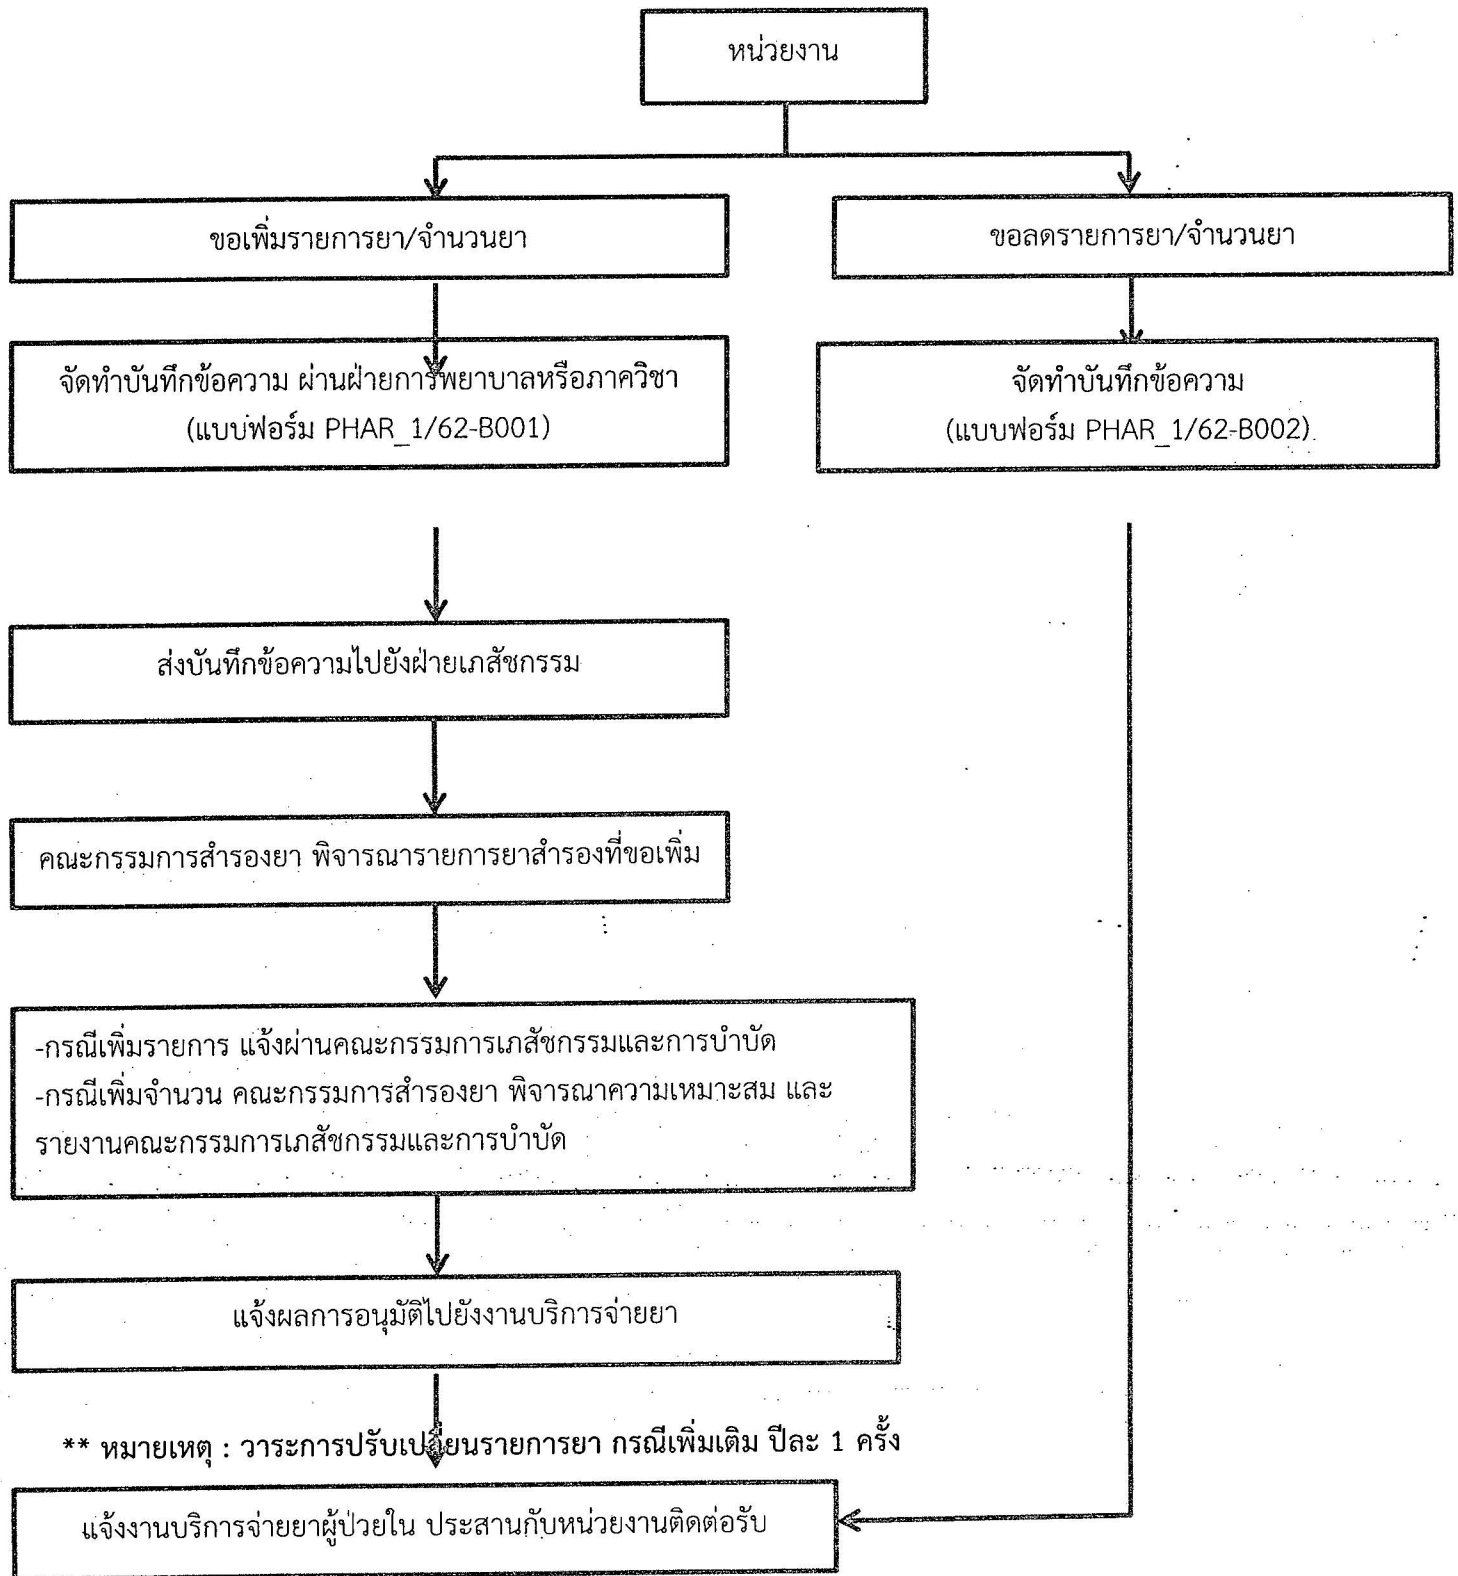 หน่วยงาน
ขอเพิ่มรายการยา/จำนวนยา
ขอลดรายการยา/จำนวนยา
จัดทำบันทึกข้อความ ผ่านฝ่ายการพยาบาลหรือภาควิชา
(แบบฟอร์ม PHAR_1/62-B001)
จัดทำบันทึกข้อความ
(แบบฟอร์ม PHAR_1/62-B002)
ส่งบันทึกข้อความไปยังฝ่ายเภสัชกรรม
คณะกรรมการสำรองยา พิจารณารายการยาสำรองที่ขอเพิ่ม
-กรณีเพิ่มรายการ แจ้งผ่านคณะกรรมการเภสัชกรรมและการบำบัด
-กรณีเพิ่มจำนวน คณะกรรมการสำรองยา พิจารณาความเหมาะสม และ
รายงานคณะกรรมการเภสัชกรรมและการบำบัด
แจ้งผลการอนุมัติไปยังงานบริการจ่ายยา
** หมายเหตุ : วาระการปรับเปลี่ยนรายการยา กรณีเพิ่มเติม ปีละ 1 ครั้ง
แจ้งงานบริการจ่ายยาผู้ป่วยใน ประสานกับหน่วยงานติดต่อรับ